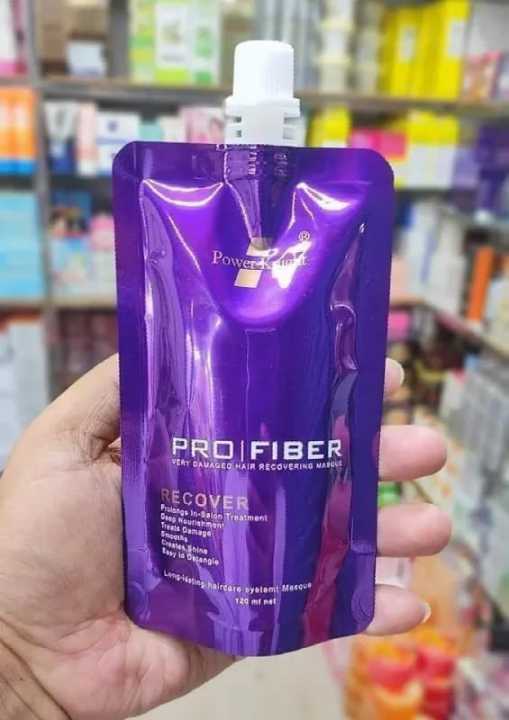 ®
Power Knight
PRO|FIBER
VERY DAMAGED HAIR RECOVERING MASQUE
RECOVER
Prolongs In-Salon Treatment
Deep Nourishment
Treats Damage
Smooths
Creates Shine
Easy to Detangle
Long-lasting haircare system: Masque
120 ml net